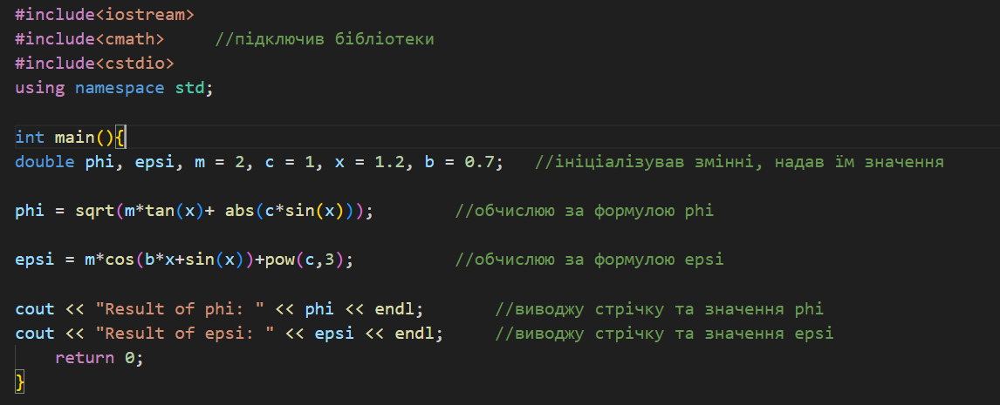 #include<iostream>
#include<cmath>     //підключив бібліотеки
#include<cstdio>
using namespace std;
int main(){
double phi, epsi, m = 2, c = 1, x = 1.2, b = 0.7;   //ініціалізував змінні, надав їм значення
phi = sqrt(m*tan(x)+ abs(c*sin(x)));        //обчислюю за формулою phi
epsi = m*cos(b*x+sin(x))+pow(c,3);          //обчислюю за формулою epsi
cout << "Result of phi: " << phi << endl;       //виводжу стрічку та значення phi
cout << "Result of epsi: " << epsi << endl;     //виводжу стрічку та значення epsi
    return 0;
}